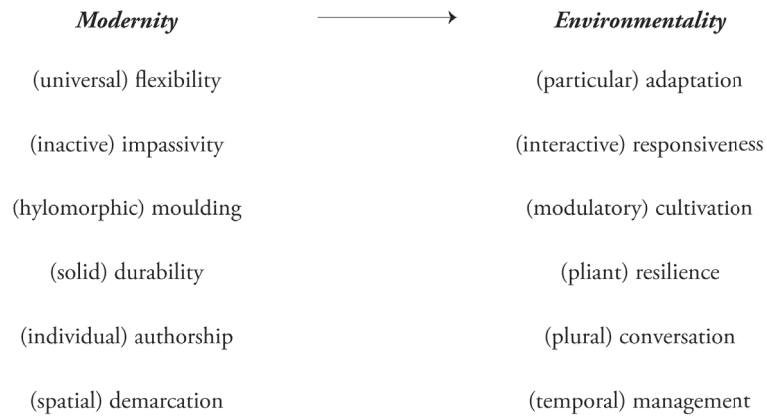 Modernity Environmentality
(universal) flexibility (particular) adaptation
(inactive) impassivity (interactive) responsiveness
(hylomorphic) moulding (modulatory) cultivation
(solid) durability (pliant) resilience
(individual) authorship (plural) conversation
(spatial) demarcation (temporal) management